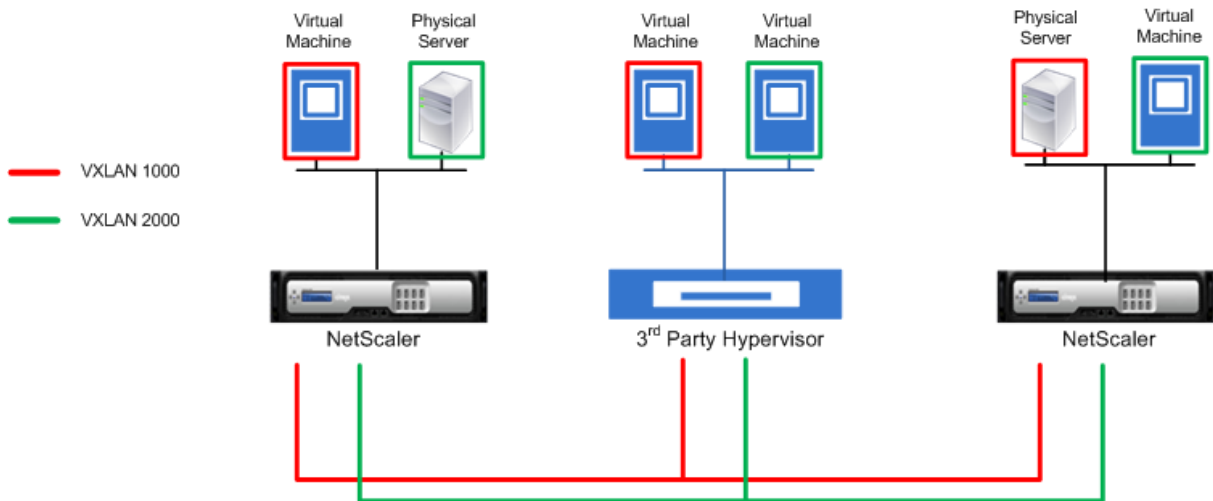 Virtual
Machine
Physical
Server
Virtual
Machine
Virtual
Machine
Physical
Server
Virtual
Machine
VXLAN 1000
VXLAN 2000
NetScaler
3rd Party Hypervisor
NetScaler